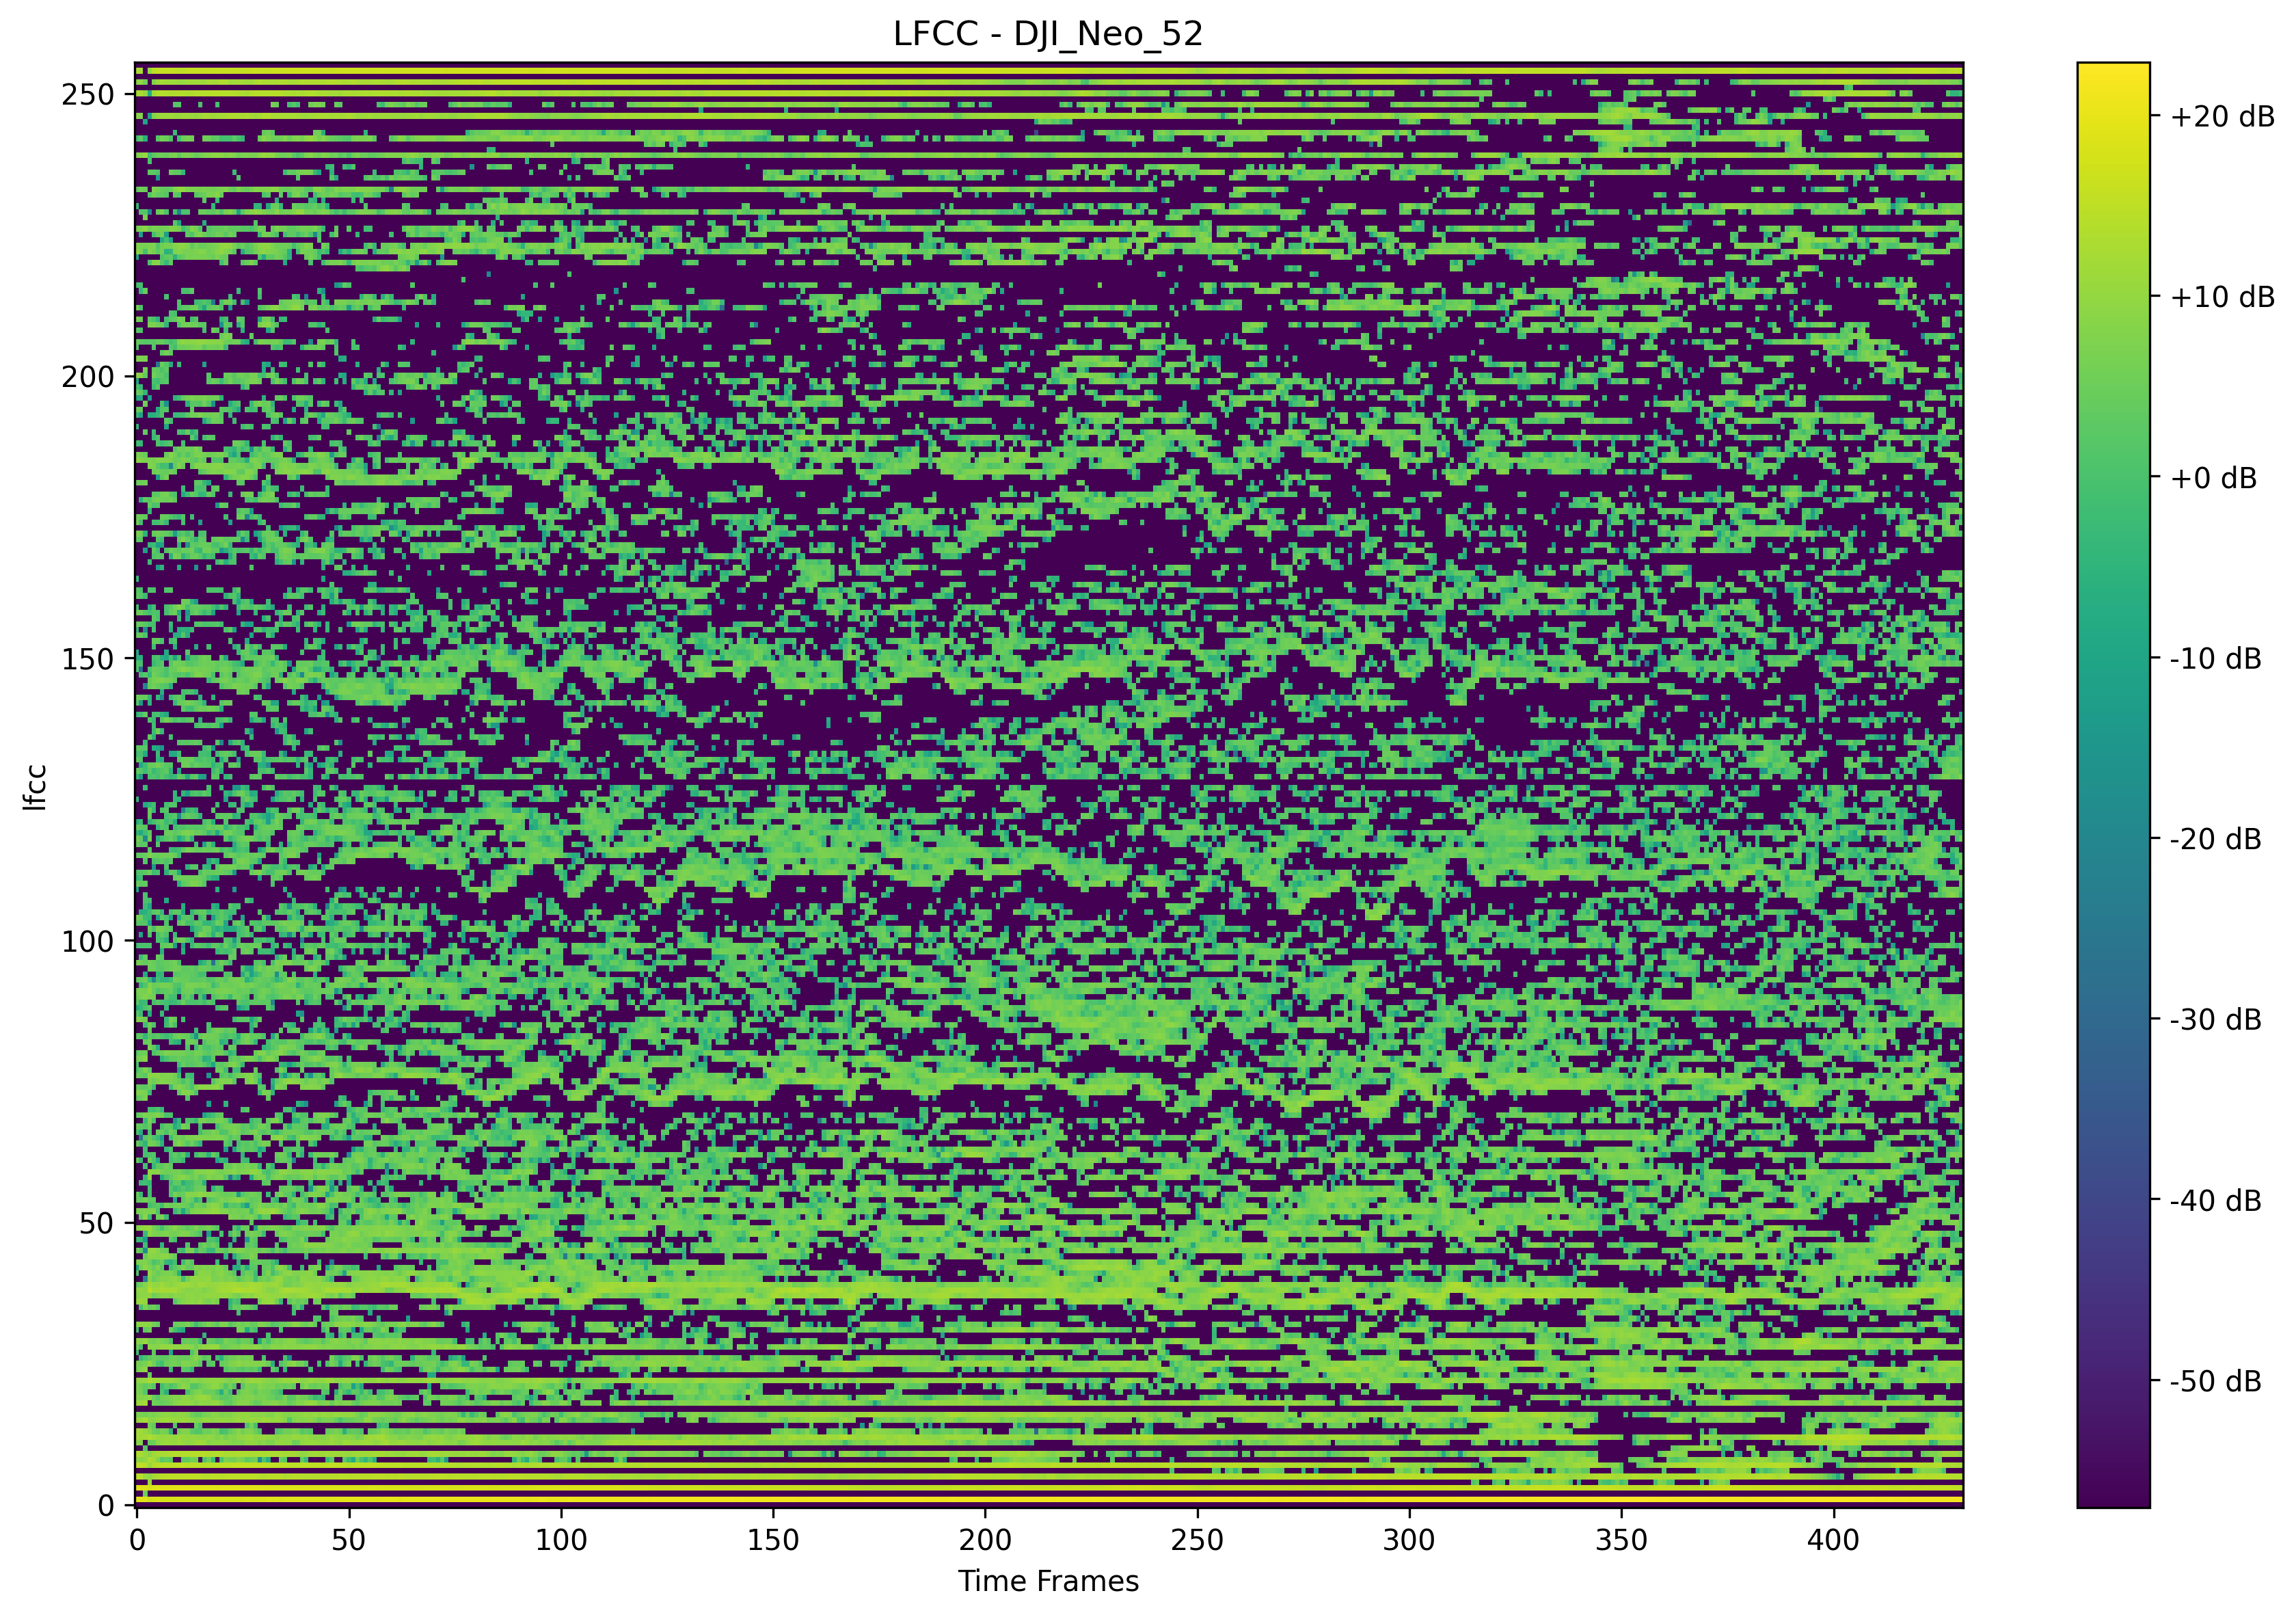 LFCC - DJI_Neo_52
250
200
150
100
50
0
lfcc
0 50 100 150 200 250 300 350 400
Time Frames
+20 dB
+10 dB
+0 dB
-10 dB
-20 dB
-30 dB
-40 dB
-50 dB